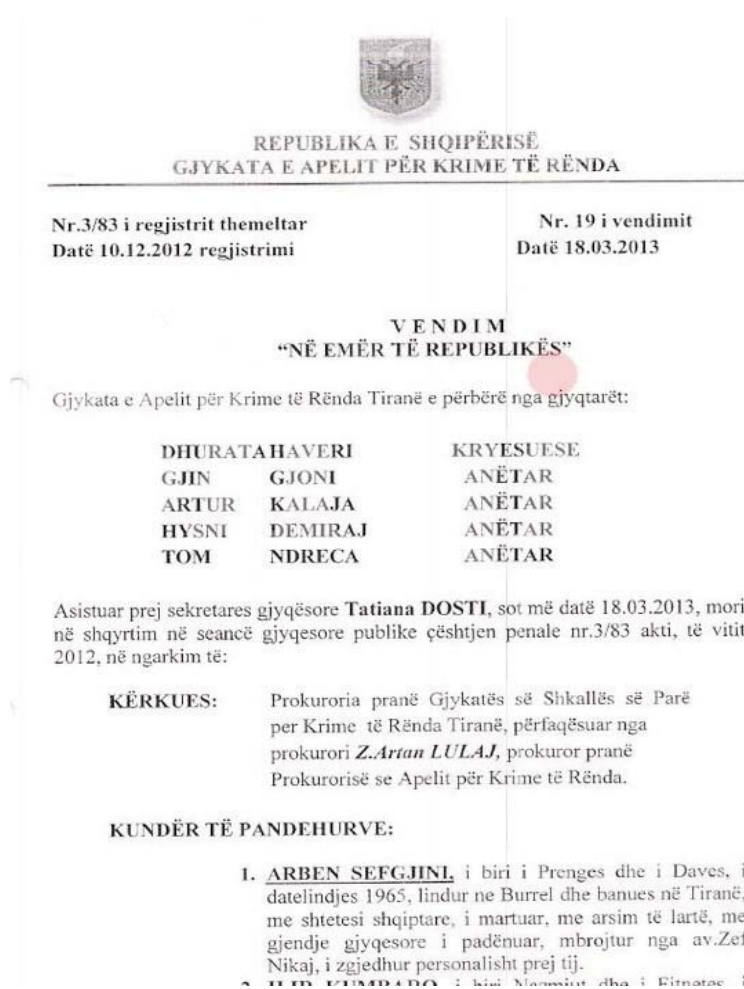 REPUBLIKA E SHQIPËRISË
GJYKATA E APELIT PËR KRIME TË RËNDA
Nr.3/83 i regjistrit themeltar Nr. 19 i vendimit
Datë 10.12.2012 regjistrimi Datë 18.03.2013
V E N D I M
“NË EMËR TË REPUBLIKËS”
Gjykata e Apelit për Krime të Rënda Tiranë e përbërë nga gjyqtarët:
DHURATA HAVERI KRYESUESE
GJIN GJONI ANËTAR
ARTUR KALAJA ANËTAR
HYSNI DEMIRAJ ANËTAR
TOM NDRECA ANËTAR
Asistuar prej sekretares gjyqësore Tatiana DOSTI, sot më datë 18.03.2013, mori
në shqyrtim në seancë gjyqesore publike çështjen penale nr.3/83 akti, të vitit
2012, në ngarkim të:
KËRKUES: Prokuroria pranë Gjykatës së Shkallës së Parë
per Krime të Rënda Tiranë, përfaqësuar nga
prokurori Z.Artan LULAJ, prokuror pranë
Prokurorisë se Apelit për Krime të Rënda.
KUNDËR TË PANDEHURVE:
1. ARBEN SEFGJINI, i biri i Prenges dhe i Daves, i
datelindjes 1965, lindur ne Burrel dhe banues në Tiranë,
me shtetesi shqiptare, i martuar, me arsim të lartë, me
gjendje gjyqesore i padënuar, mbrojtur nga av.Zef
Nikaj, i zgjedhur personalisht prej tij.
2. ILIR KUMBARO, i biri Neqmiut dhe i Fitnetes, i